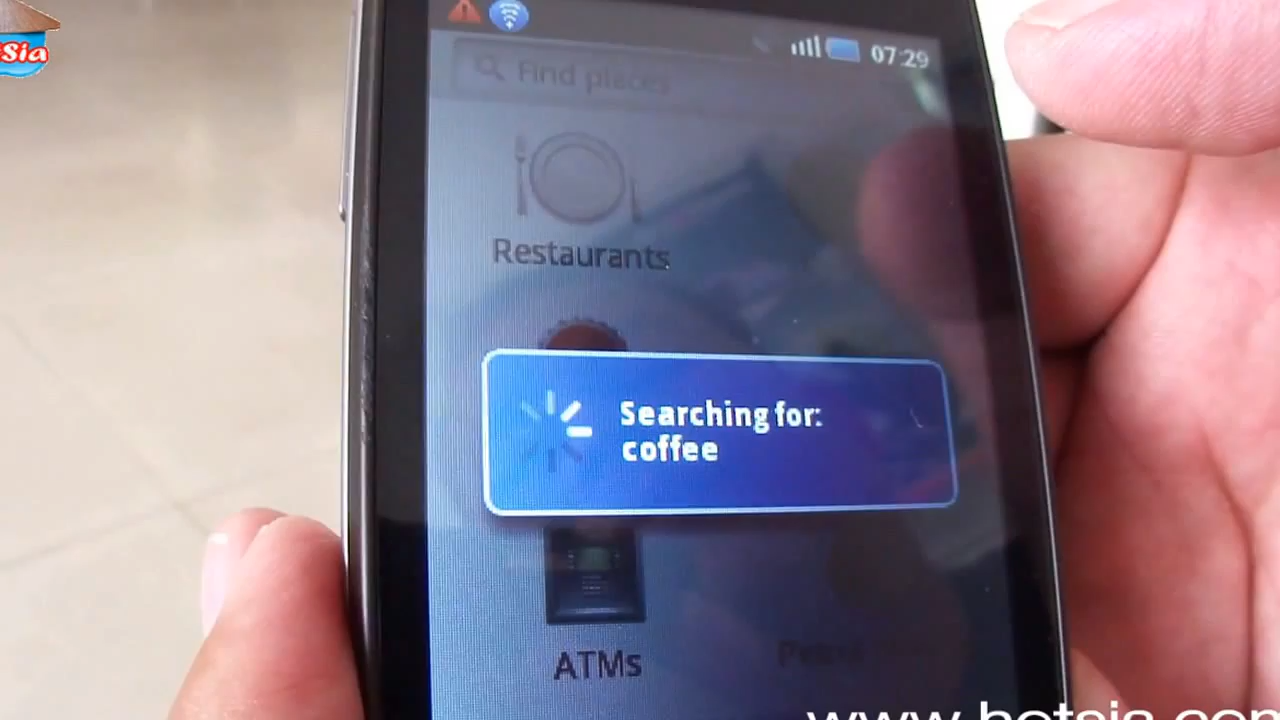 Sia
07:29
Find places
Restaurants
Searching for:
coffee
ATMs